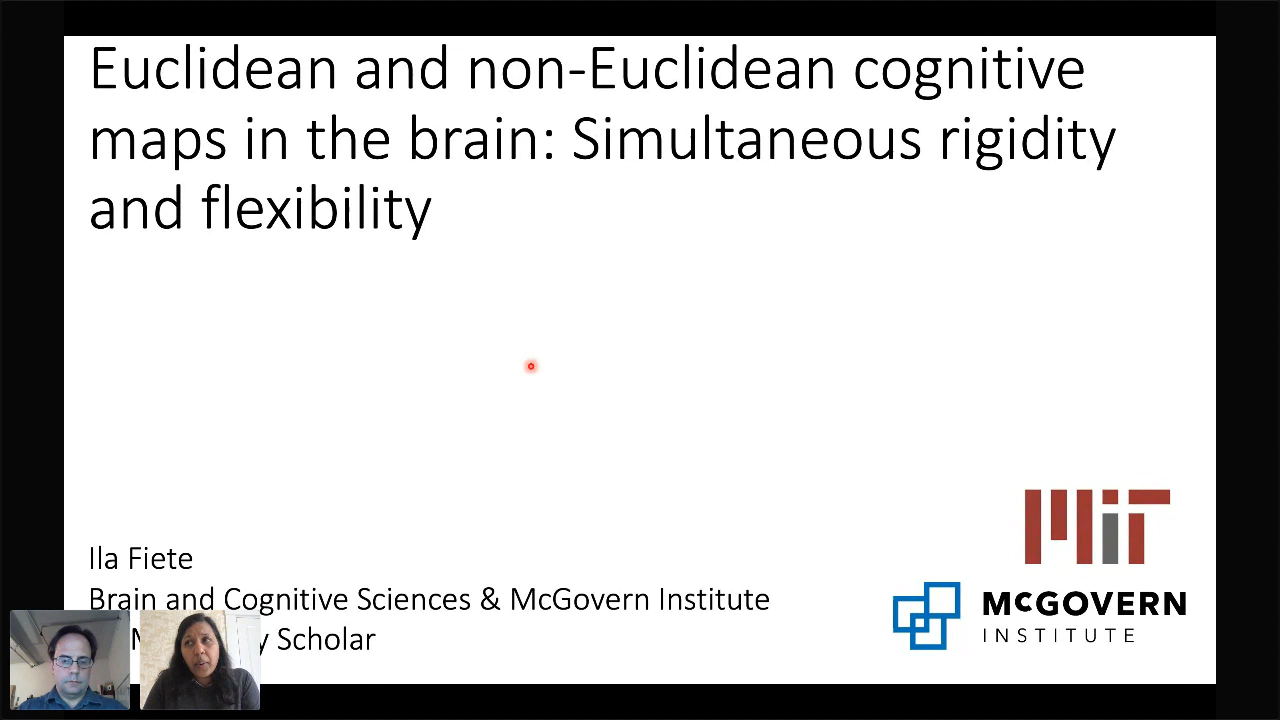 Euclidean and non-Euclidean cognitive
maps in the brain: Simultaneous rigidity
and flexibility
Ila Fiete
Brain and Cognitive Sciences & McGovern Institute
Scholar
MIT
McGOVERN
INSTITUTE